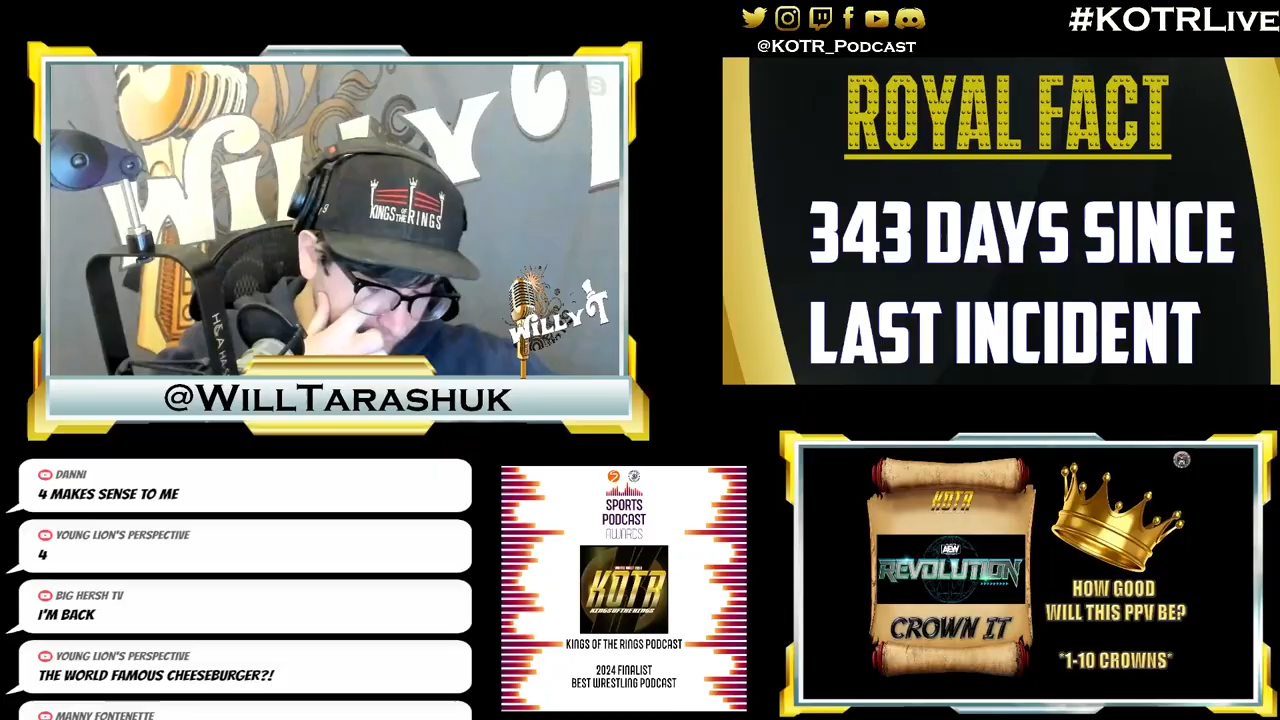 #KOTRLive
@KOTR_Podcast
Willy T
KINGS OF THE RINGS
WILLY T
@WillTarashuk
ROYAL FACT
343 DAYS SINCE
LAST INCIDENT
DANNI
4 MAKES SENSE TO ME
YOUNG LION'S PERSPECTIVE
4
BIG HERSH TV
I'M BACK
YOUNG LION'S PERSPECTIVE
THE WORLD FAMOUS CHEESEBURGER?!
MANNY FONTENETTE
SPORTS
PODCAST
AWARDS
KOTR
KINGS OF THE RINGS
KINGS OF THE RINGS PODCAST
2024 FINALIST
BEST WRESTLING PODCAST
KOTR
AEW
REVOLUTION
CROWN IT
HOW GOOD
WILL THIS PPV BE?
*1-10 CROWNS*